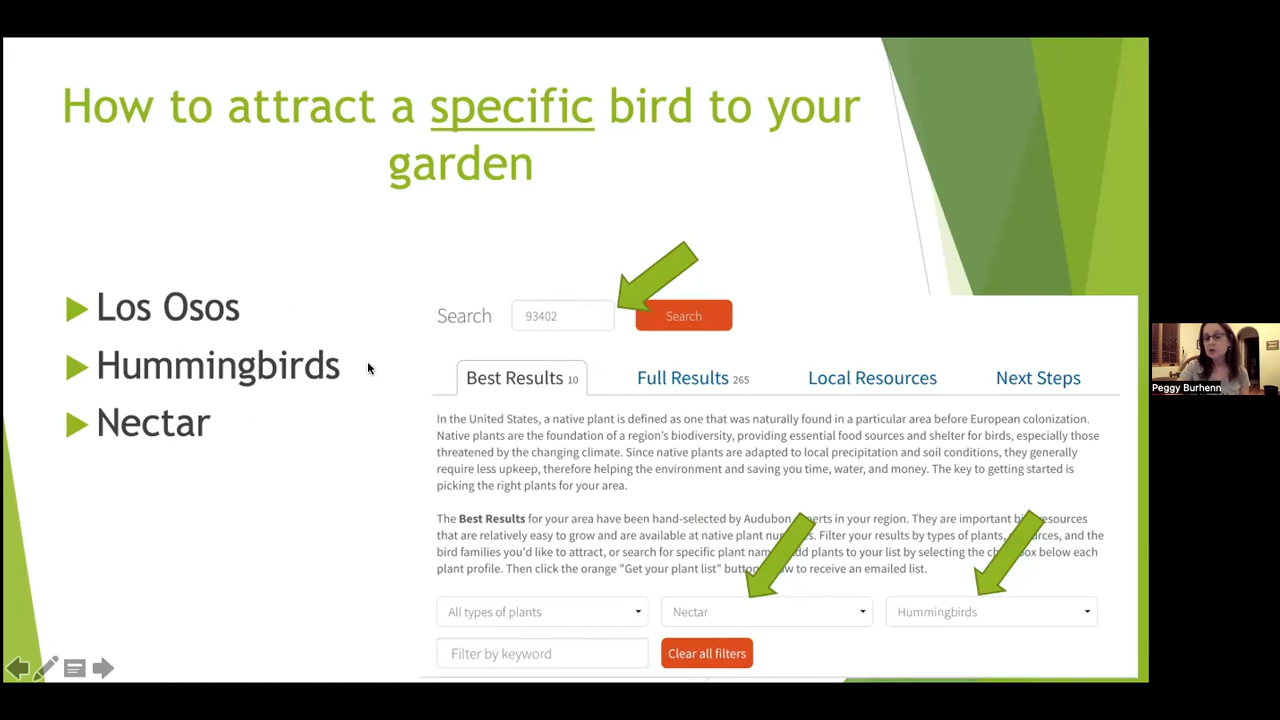 How to attract a specific bird to your
garden
Los Osos
Hummingbirds
Nectar
Search 93402 Search
Best Results 10 Full Results 265 Local Resources Next Steps
In the United States, a native plant is defined as one that was naturally found in a particular area before European colonization.
Native plants are the foundation of a region's biodiversity, providing essential food sources and shelter for birds, especially those
threatened by the changing climate. Since native plants are adapted to local precipitation and soil conditions, they generally
require less upkeep, therefore helping the environment and saving you time, water, and money. The key to getting started is
picking the right plants for your area.
The Best Results for your area have been hand-selected by Audubon experts in your region. They are important bird resources
that are relatively easy to grow and are available at native plant Filter your results by types of plants, and the
bird families you'd like to attract, or search for specific plant plants to your list by selecting the below each
plant profile. Then click the orange "Get your plant list" to receive an emailed list.
All types of plants Nectar Hummingbirds
Filter by keyword Clear all filters
Peggy Burhenn